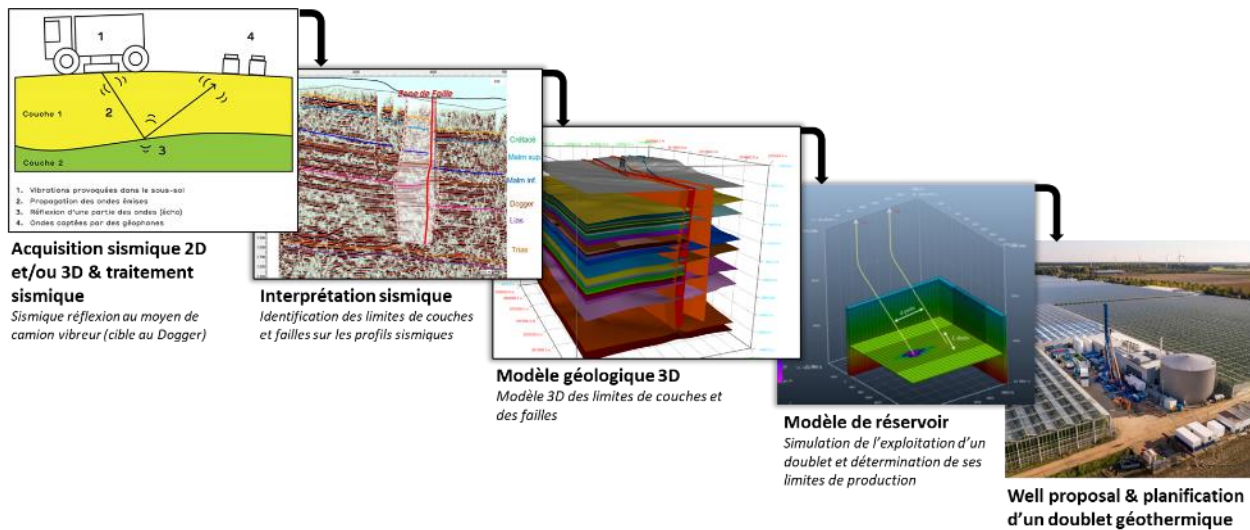 1
4
Couche 1
2
3
Couche 2
1. Vibrations provoquées dans le sous-sol
2. Propagation des ondes émises
3. Réflexion d'une partie des ondes (écho)
4. Ondes captées par des géophones
Acquisition sismique 2D
et/ou 3D & traitement
sismique
Sismique réflexion au moyen de
camion vibreur (cible au Dogger)
Zone de Faille
Crétacé
Malm sup.
Malm inf.
Dogger
Lias
Trias
Interprétation sismique
Identification des limites de couches
et failles sur les profils sismiques
Modèle géologique 3D
Modèle 3D des limites de couches et
des failles
Modèle de réservoir
Simulation de l'exploitation d'un
doublet et détermination de ses
limites de production
Well proposal & planification
d'un doublet géothermique